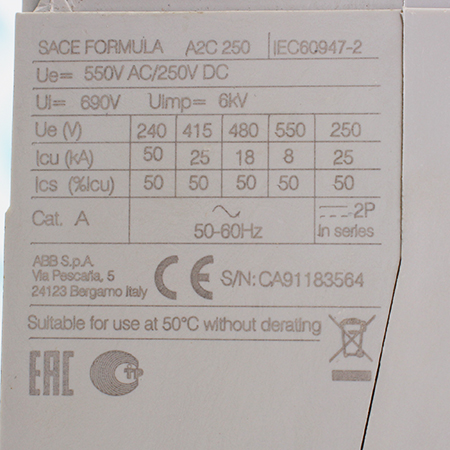 SACE FORMULA A2C 250 IEC60947-2
Ue= 550V AC/250V DC
Ui= 690V Uimp= 6kV
Ue (V) 240 415 480 550 250
Icu (kA) 50 25 18 8 25
Ics (%Icu) 50 50 50 50 50
Cat. A 50-60Hz 2P
in series
ABB S.p.A.
Via Pescaria, 5
24123 Bergamo Italy
CE S/N: CA91183564
Suitable for use at 50°C without derating
EAC